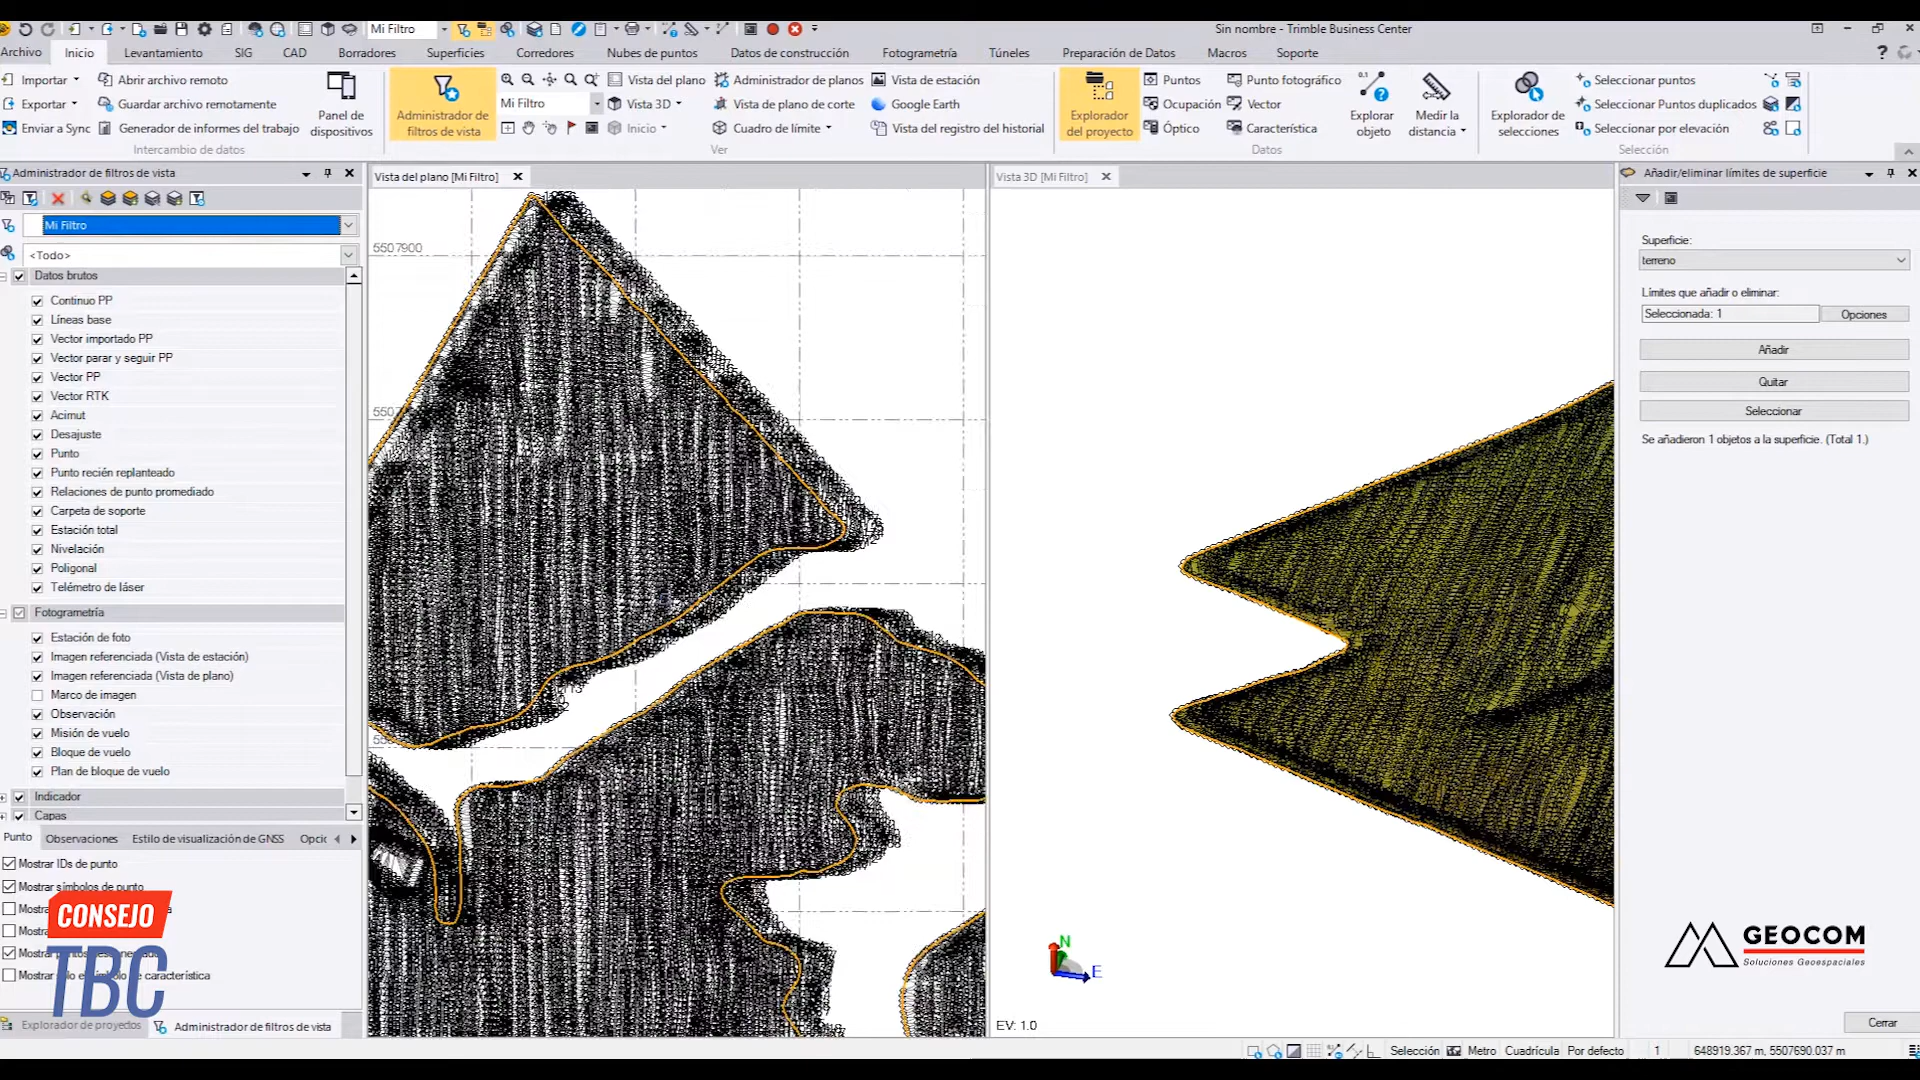 Mi Filtro
Sin nombre - Trimble Business Center
Archivo Inicio Levantamiento SIG CAD Borradores Superficies Corredores Nubes de puntos Datos de construcción Fotogrametría Túneles Preparación de Datos Macros Soporte
Importar
Exportar
Enviar a Sync
Abrir archivo remoto
Guardar archivo remotamente
Generador de informes del trabajo
Panel de dispositivos
Intercambio de datos
Administrador de filtros de vista
Mi Filtro
Vista del plano
Vista 3D
Inicio
Administrador de planos
Vista de plano de corte
Cuadro de límite
Vista de estación
Google Earth
Vista del registro del historial
Ver
Explorador del proyecto
Puntos
Ocupación
Óptico
Punto fotográfico
Vector
Característica
Explorar objeto
Medir la distancia
Datos
Explorador de selecciones
Seleccionar puntos
Seleccionar Puntos duplicados
Seleccionar por elevación
Selección
Administrador de filtros de vista
Mi Filtro
<Todo>
Datos brutos
Continuo PP
Líneas base
Vector importado PP
Vector parar y seguir PP
Vector PP
Vector RTK
Acimut
Desajuste
Punto
Punto recién replanteado
Relaciones de punto promediado
Carpeta de soporte
Estación total
Nivelación
Poligonal
Telémetro de láser
Fotogrametría
Estación de foto
Imagen referenciada (Vista de estación)
Imagen referenciada (Vista de plano)
Marco de imagen
Observación
Misión de vuelo
Bloque de vuelo
Plan de bloque de vuelo
Indicador
Capas
Punto Observaciones Estilo de visualización de GNSS Opcic
Mostrar IDs de punto
Mostrar símbolos de punto
CONSEJO
TBC
Explorador de proyectos
Administrador de filtros de vista
Vista del plano [Mi Filtro]
5507900
Vista 3D [Mi Filtro]
N
E
EV: 1.0
Añadir/eliminar límites de superficie
Superficie:
terreno
Límites que añadir o eliminar:
Seleccionada: 1
Opciones
Añadir
Quitar
Seleccionar
Se añadieron 1 objetos a la superficie. (Total 1.)
GEOCOM
Soluciones Geoespaciales
Cerrar
Selección Metro Cuadrícula Por defecto 1 648919.367 m, 5507690.037 m